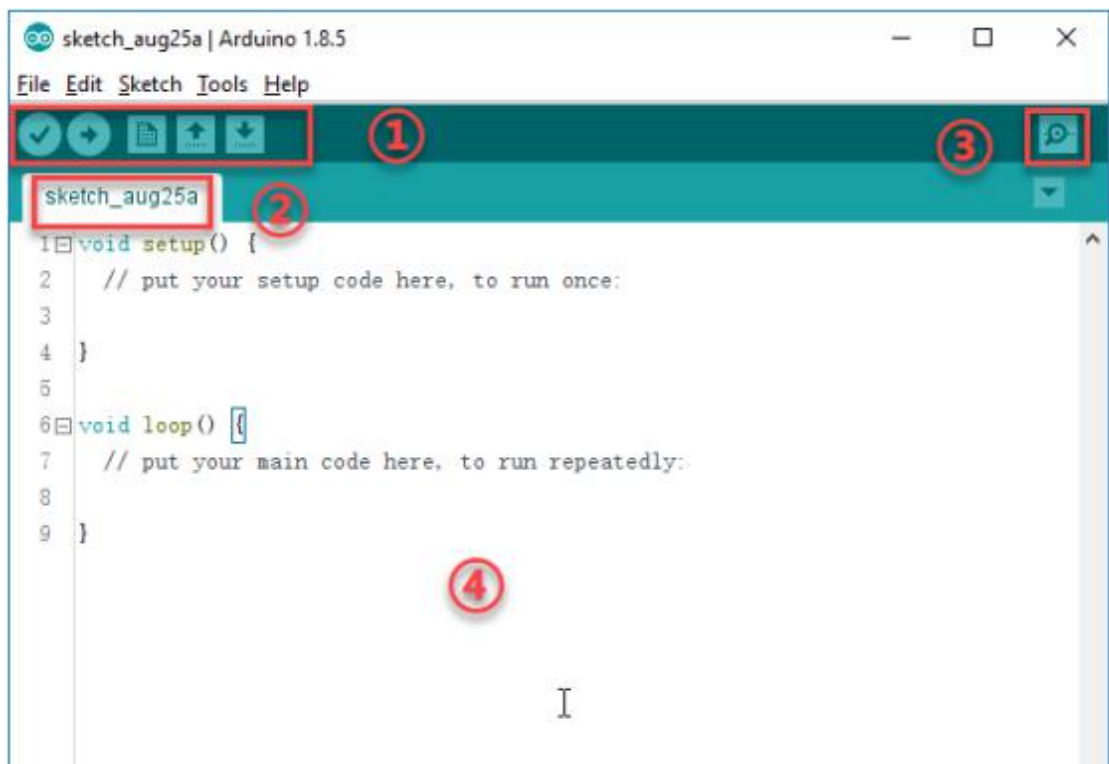 sketch_aug25a | Arduino 1.8.5
File Edit Sketch Tools Help
①
③
sketch_aug25a
②
1 void setup() {
2 // put your setup code here, to run once:
3
4 }
5
6 void loop() {
7 // put your main code here, to run repeatedly:
8
9 }
④